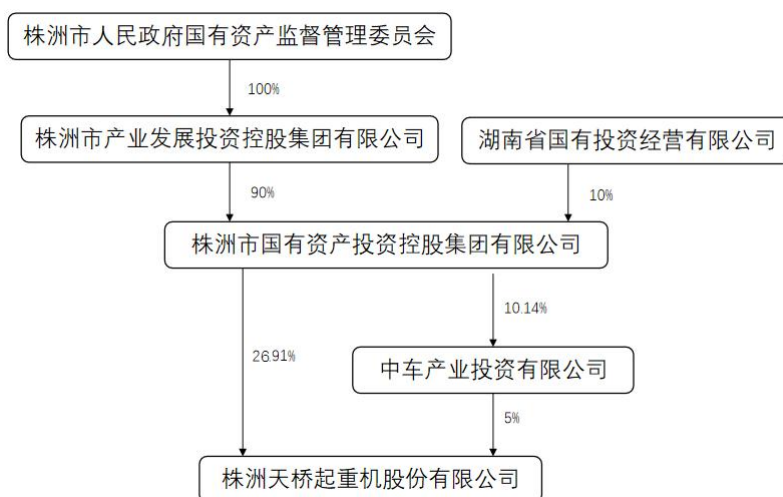 株洲市人民政府国有资产监督管理委员会
100%
株洲市产业发展投资控股集团有限公司
湖南省国有投资经营有限公司
90%
10%
株洲市国有资产投资控股集团有限公司
10.14%
26.91%
中车产业投资有限公司
5%
株洲天桥起重机股份有限公司